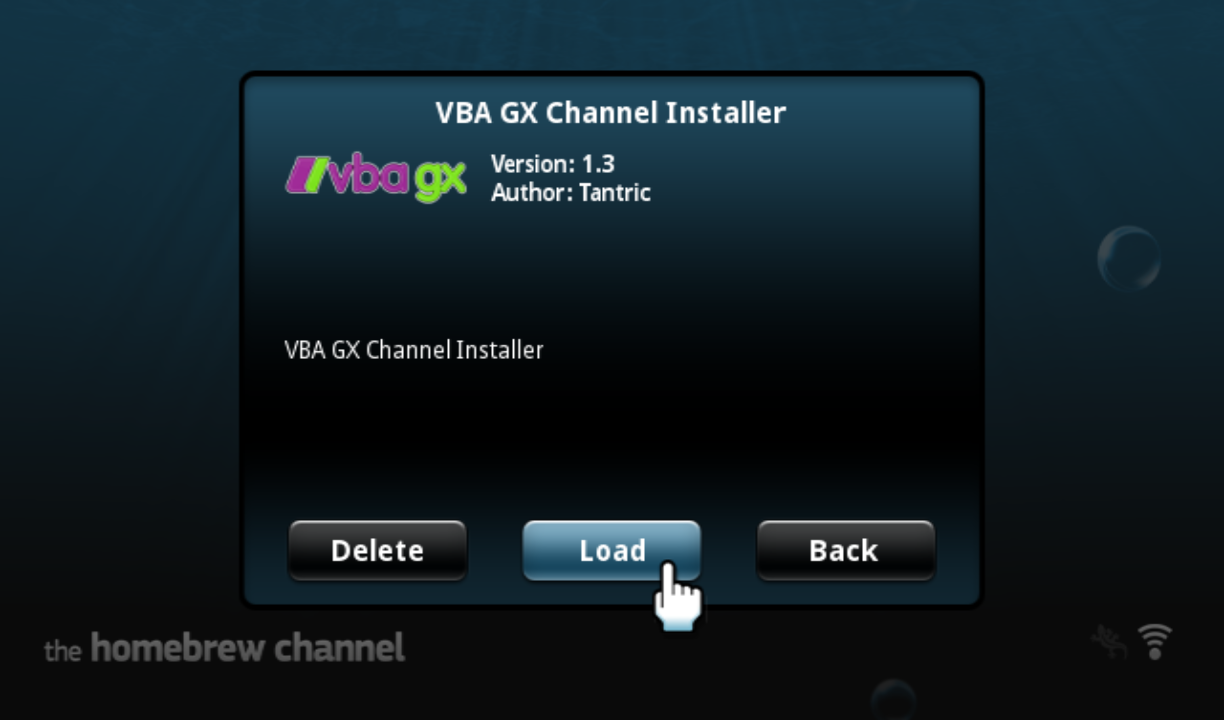 VBA GX Channel Installer
vba gx
Version: 1.3
Author: Tantric
VBA GX Channel Installer
Delete
Load
Back
the homebrew channel